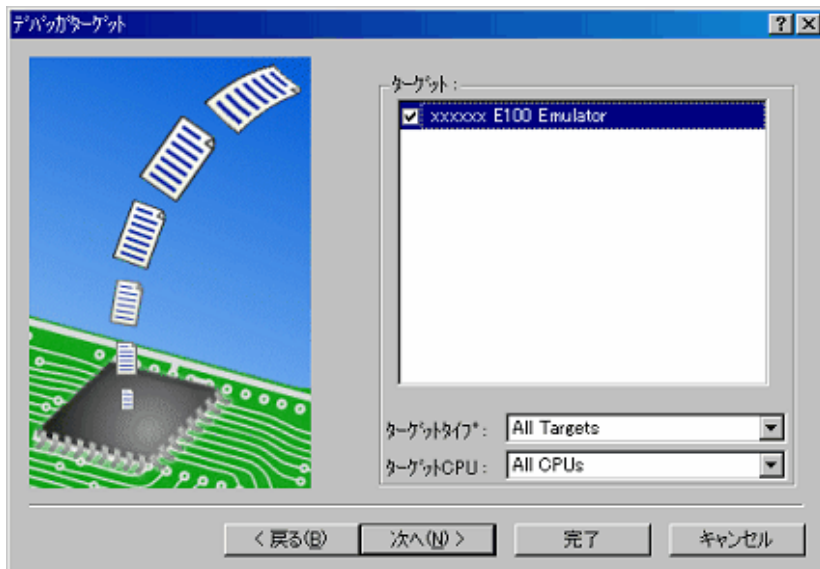 ﾃﾞﾊﾞｯｶﾞﾀｰｹﾞｯﾄ
ﾀｰｹﾞｯﾄ :
xxxxxx E100 Emulator
ﾀｰｹﾞｯﾄﾀｲﾌﾟ: All Targets
ﾀｰｹﾞｯﾄCPU : All CPUs
< 戻る(B)
次へ(N) >
完了
キャンセル